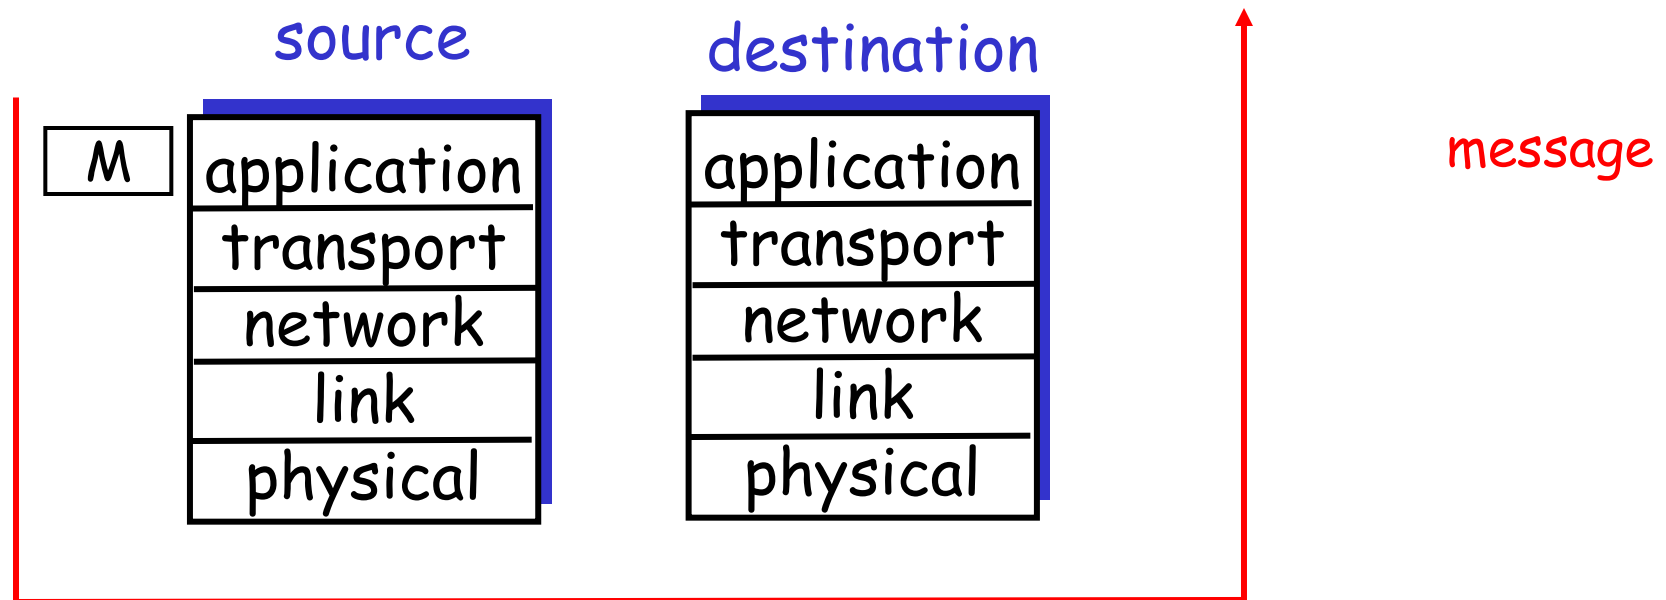 source
destination
M
application
transport
network
link
physical
application
transport
network
link
physical
message